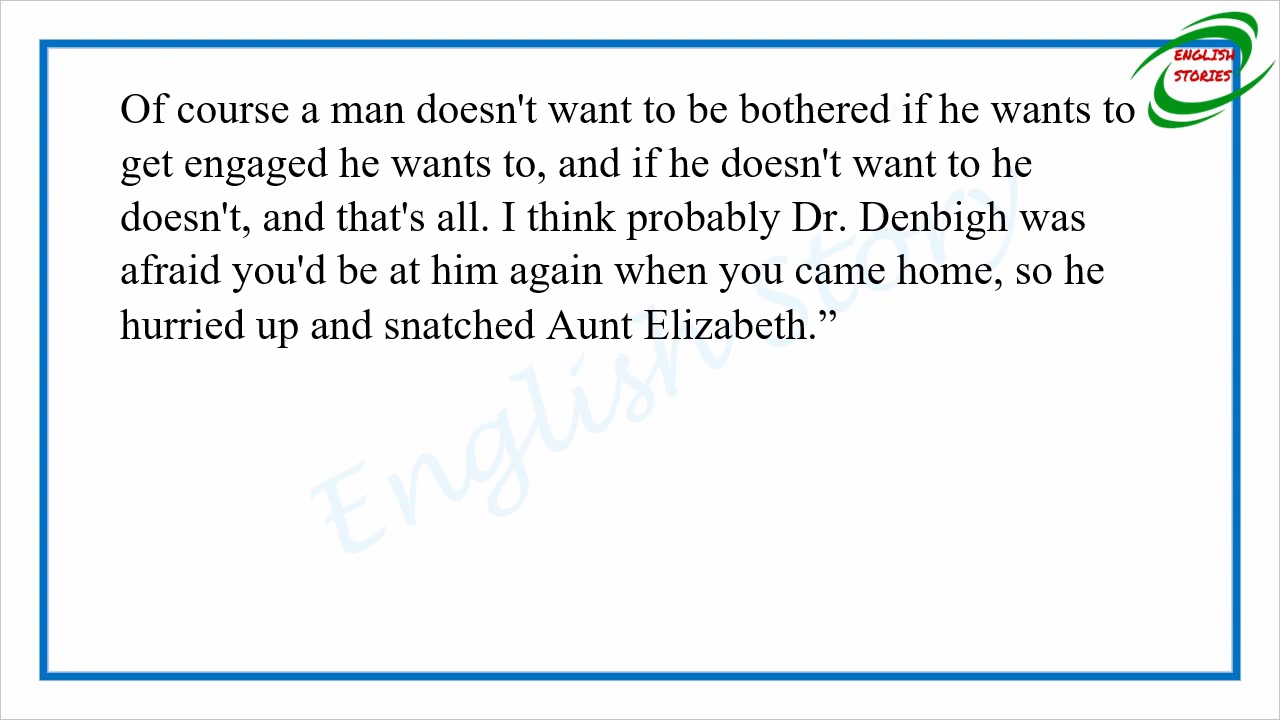 ENGLISH
STORIES
Of course a man doesn't want to be bothered if he wants to
get engaged he wants to, and if he doesn't want to he
doesn't, and that's all. I think probably Dr. Denbigh was
afraid you'd be at him again when you came home, so he
hurried up and snatched Aunt Elizabeth.”
English Story